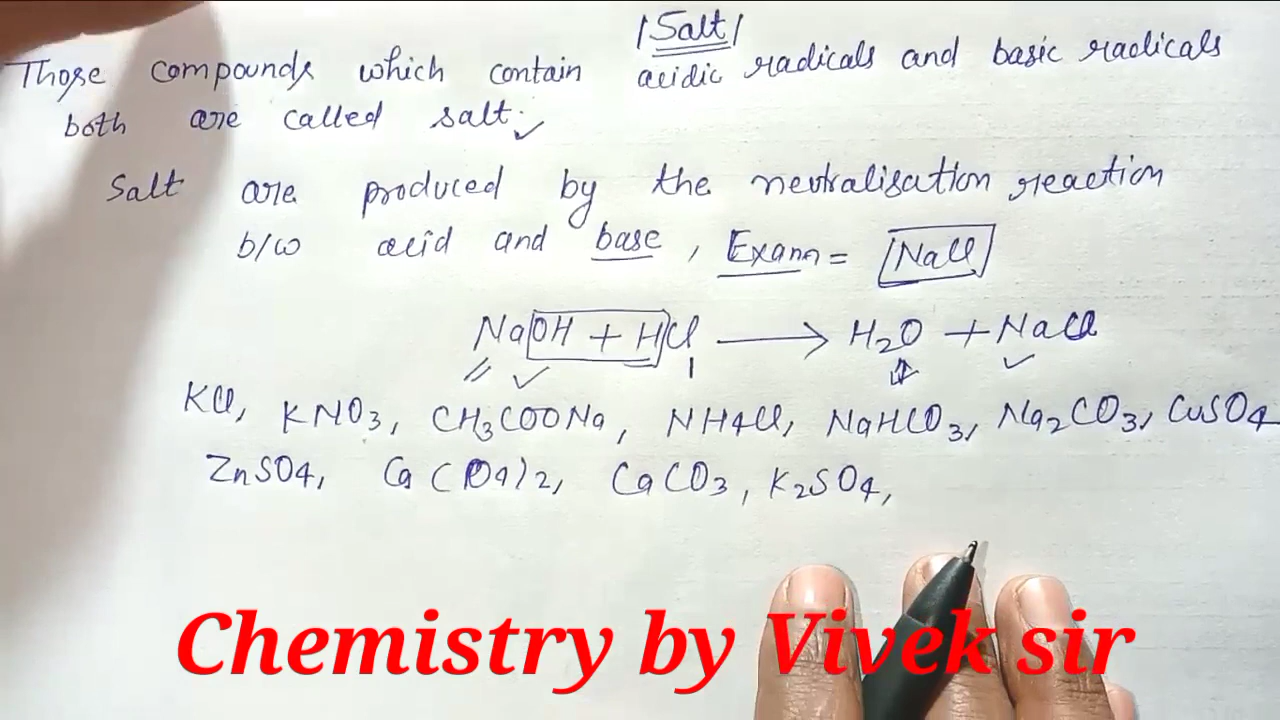 |Salt|
Those compounds which contain acidic radicals and basic radicals
both are called salt.
Salt are produced by the neutralisation reaction
b/w acid and base, Exam = NaCl
NaOH + HCl → H2O + NaCl
KCl, KNO3, CH3COONa, NH4Cl, NaHCO3, Na2CO3, CuSO4
ZnSO4, Ca(PO4)2, CaCO3, K2SO4,
Chemistry by Vivek sir